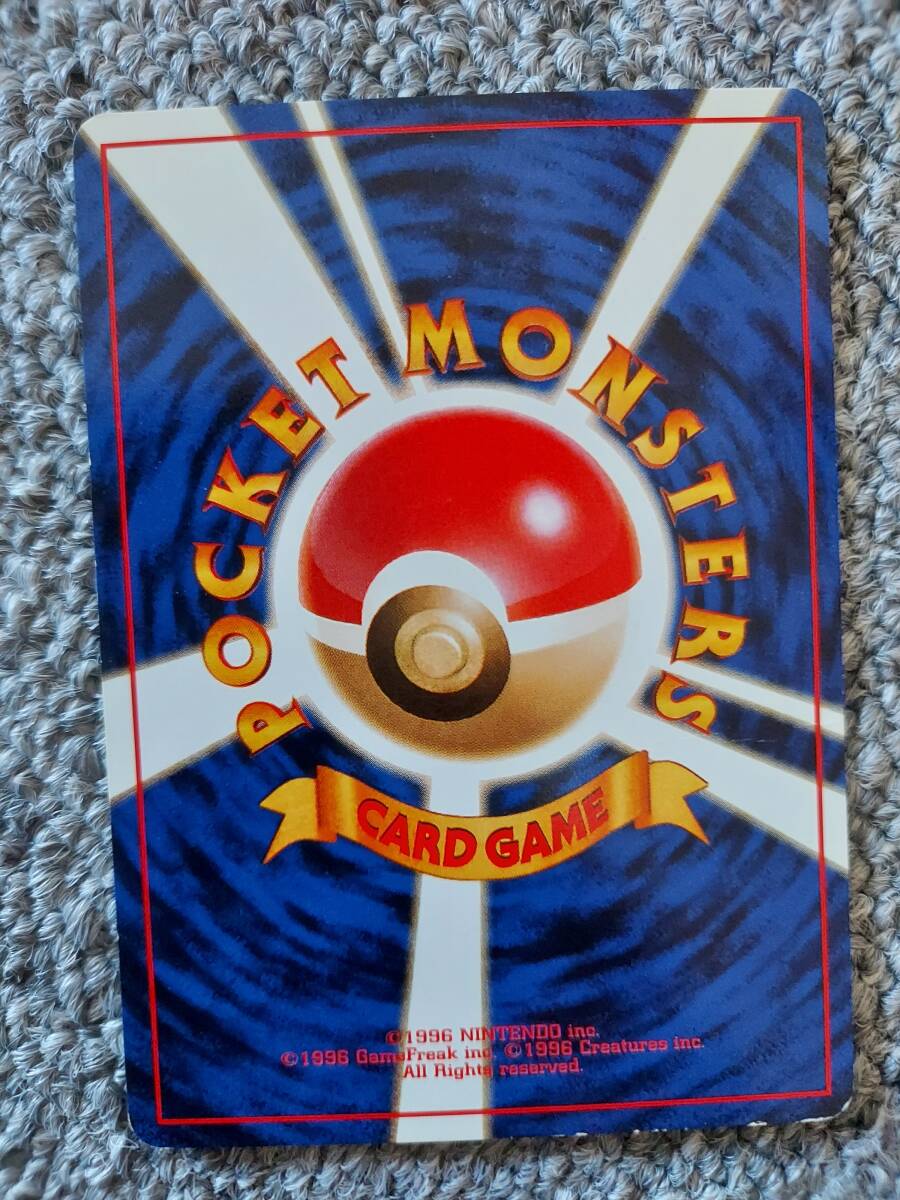 POCKET MONSTERS
CARD GAME
©1996 NINTENDO inc.
©1996 GameFreak inc. ©1996 Creatures inc.
All Rights reserved.